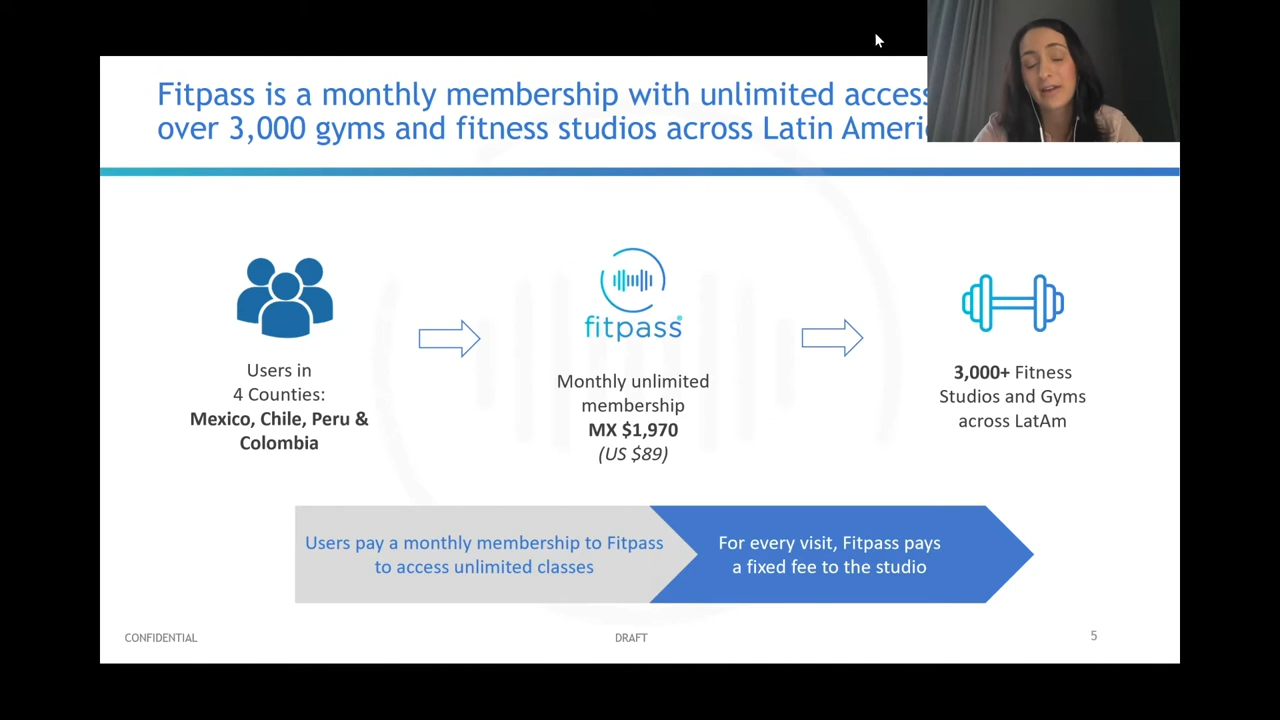 Fitpass is a monthly membership with unlimited access
over 3,000 gyms and fitness studios across Latin
fitpass®
Users in
4 Counties:
Mexico, Chile, Peru &
Colombia
Monthly unlimited
membership
MX $1,970
(US $89)
3,000+ Fitness
Studios and Gyms
across LatAm
Users pay a monthly membership to Fitpass
to access unlimited classes
For every visit, Fitpass pays
a fixed fee to the studio
CONFIDENTIAL
DRAFT
5